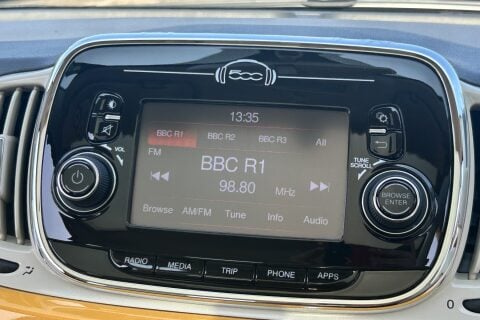 500
13:35
BBC R1 BBC R2 BBC R3 All
FM
BBC R1
98.80 MHz
Browse AM/FM Tune Info Audio
VOL
TUNE
SCROLL
BROWSE
ENTER
RADIO MEDIA TRIP PHONE APPS
0